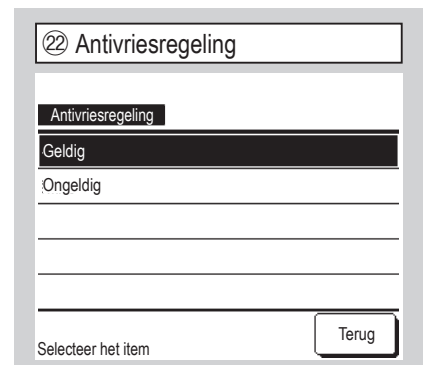 ㉒ Antivriesregeling
Antivriesregeling
Geldig
Ongeldig
Selecteer het item
Terug